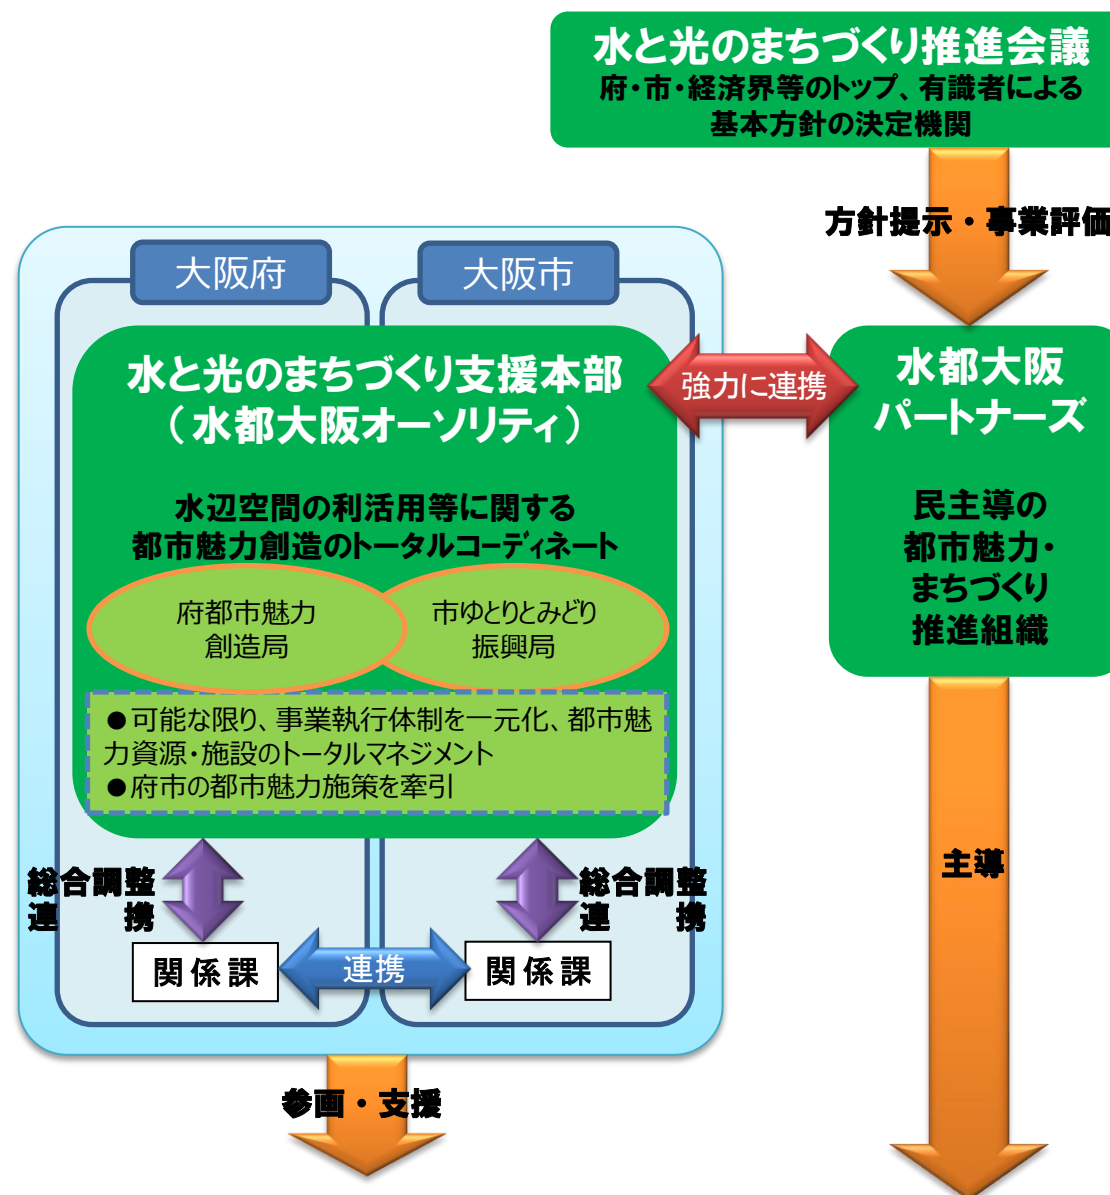 水と光のまちづくり推進会議
府・市・経済界等のトップ、有識者による
基本方針の決定機関
方針提示・事業評価
大阪府
大阪市
水と光のまちづくり支援本部
（水都大阪オーソリティ）
強力に連携
水都大阪
パートナーズ
水辺空間の利活用等に関する
都市魅力創造のトータルコーディネート
民主導の
都市魅力・
まちづくり
推進組織
府都市魅力
創造局
市ゆとりとみどり
振興局
●可能な限り、事業執行体制を一元化、都市魅
力資源・施設のトータルマネジメント
●府市の都市魅力施策を牽引
総合調整
連　　携
総合調整
連　　携
主導
関係課
連携
関係課
参画・支援